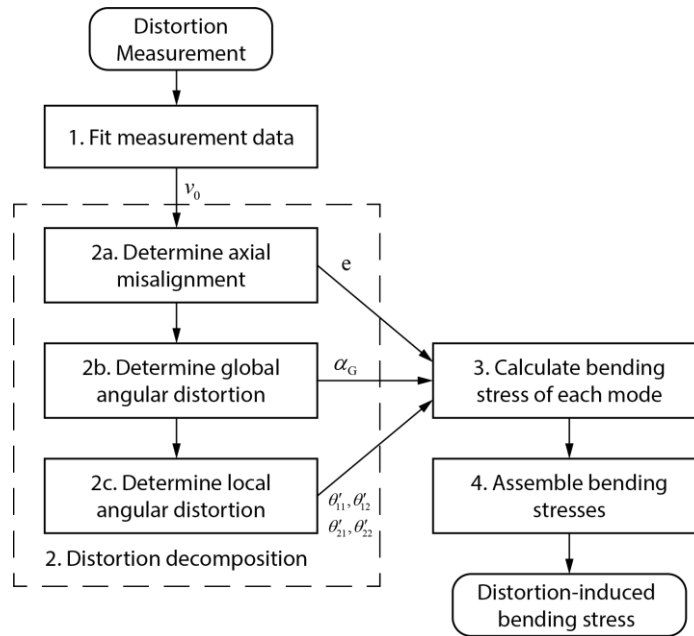 Distortion
Measurement
1. Fit measurement data
v₀
2a. Determine axial
misalignment
e
2b. Determine global
angular distortion
α_G
3. Calculate bending
stress of each mode
2c. Determine local
angular distortion
θ′₁₁, θ′₁₂
θ′₂₁, θ′₂₂
4. Assemble bending
stresses
2. Distortion decomposition
Distortion-induced
bending stress